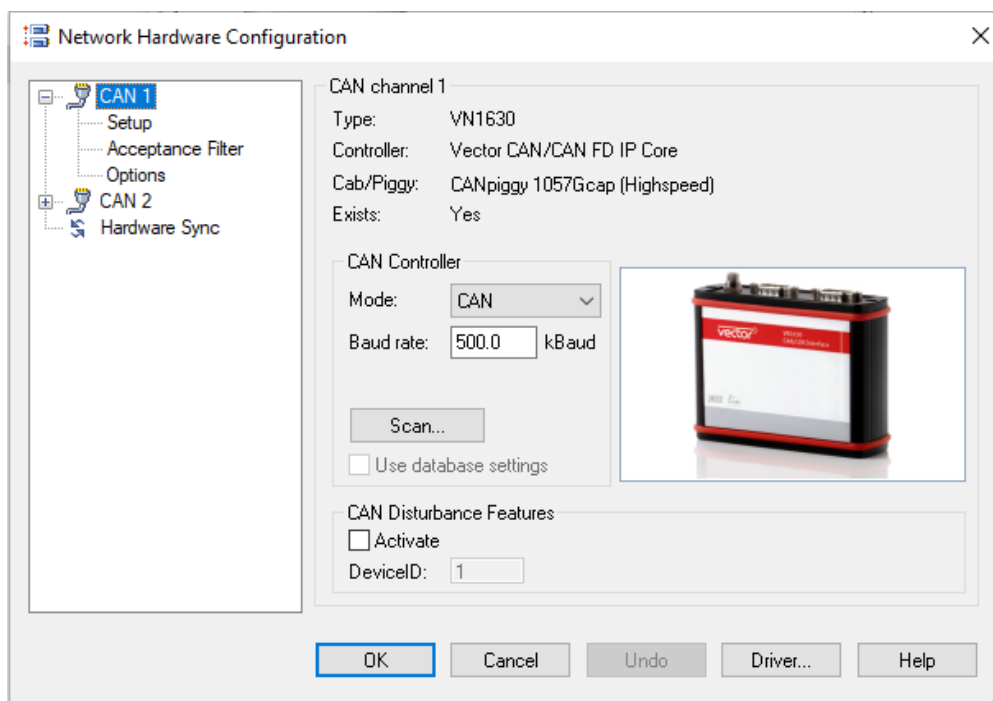 Network Hardware Configuration
CAN 1
Setup
Acceptance Filter
Options
CAN 2
Hardware Sync
CAN channel 1
Type: VN1630
Controller: Vector CAN/CAN FD IP Core
Cab/Piggy: CANpiggy 1057Gcap (Highspeed)
Exists: Yes
CAN Controller
Mode: CAN
Baud rate: 500.0 kBaud
Scan...
Use database settings
vector
VN1630
CAN Disturbance Features
Activate
DeviceID: 1
OK
Cancel
Undo
Driver...
Help